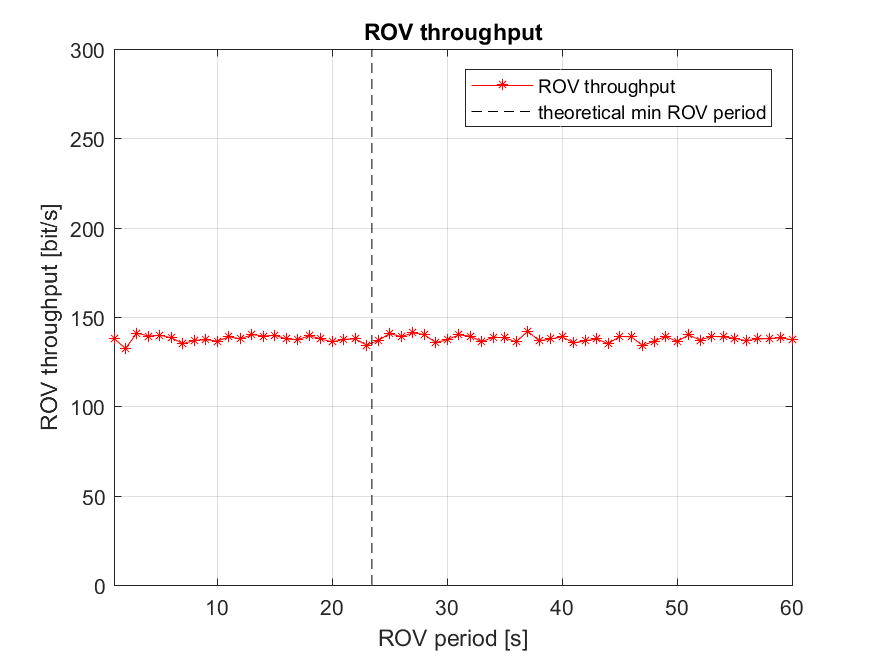 ROV throughput
ROV throughput
theoretical min ROV period
ROV throughput [bit/s]
300
250
200
150
100
50
0
10 20 30 40 50 60
ROV period [s]